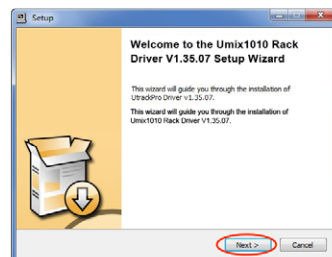 Setup
Welcome to the Umix1010 Rack
Driver V1.35.07 Setup Wizard
This wizard will guide you through the installation of
UtrackPro Driver v1.35.07.
This wizard will guide you through the installation of
Umix1010 Rack Driver V1.35.07.
Next >
Cancel